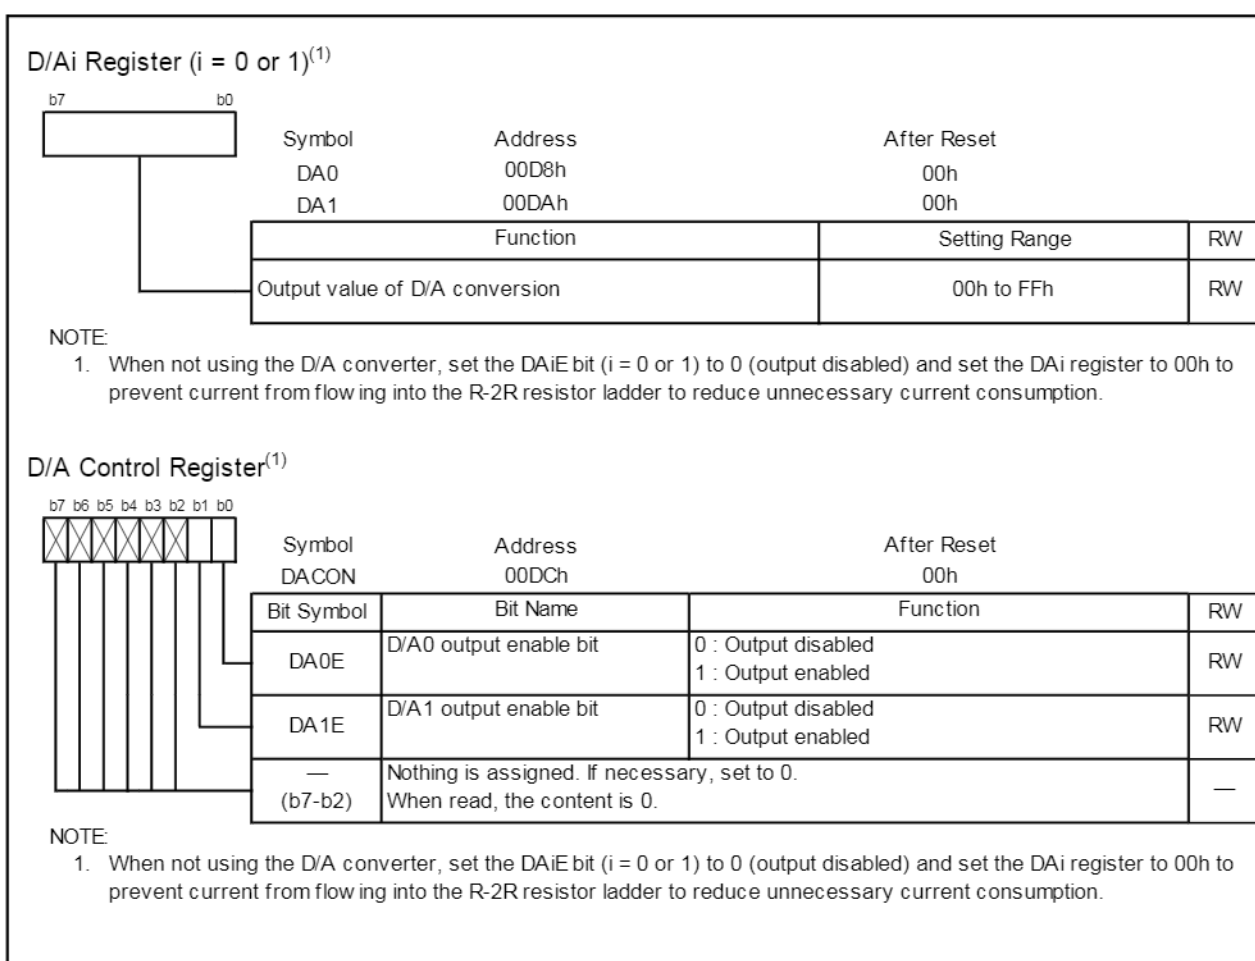 D/Ai Register (i = 0 or 1)(1)
b7 b0
Symbol Address After Reset
DA0 00D8h 00h
DA1 00DAh 00h
Function Setting Range RW
Output value of D/A conversion 00h to FFh RW
NOTE:
1. When not using the D/A converter, set the DAiE bit (i = 0 or 1) to 0 (output disabled) and set the DAi register to 00h to
prevent current from flowing into the R-2R resistor ladder to reduce unnecessary current consumption.
D/A Control Register(1)
b7 b6 b5 b4 b3 b2 b1 b0
Symbol Address After Reset
DACON 00DCh 00h
Bit Symbol Bit Name Function RW
DA0E D/A0 output enable bit 0 : Output disabled RW
1 : Output enabled
DA1E D/A1 output enable bit 0 : Output disabled RW
1 : Output enabled
— Nothing is assigned. If necessary, set to 0. —
(b7-b2) When read, the content is 0.
NOTE:
1. When not using the D/A converter, set the DAiE bit (i = 0 or 1) to 0 (output disabled) and set the DAi register to 00h to
prevent current from flowing into the R-2R resistor ladder to reduce unnecessary current consumption.